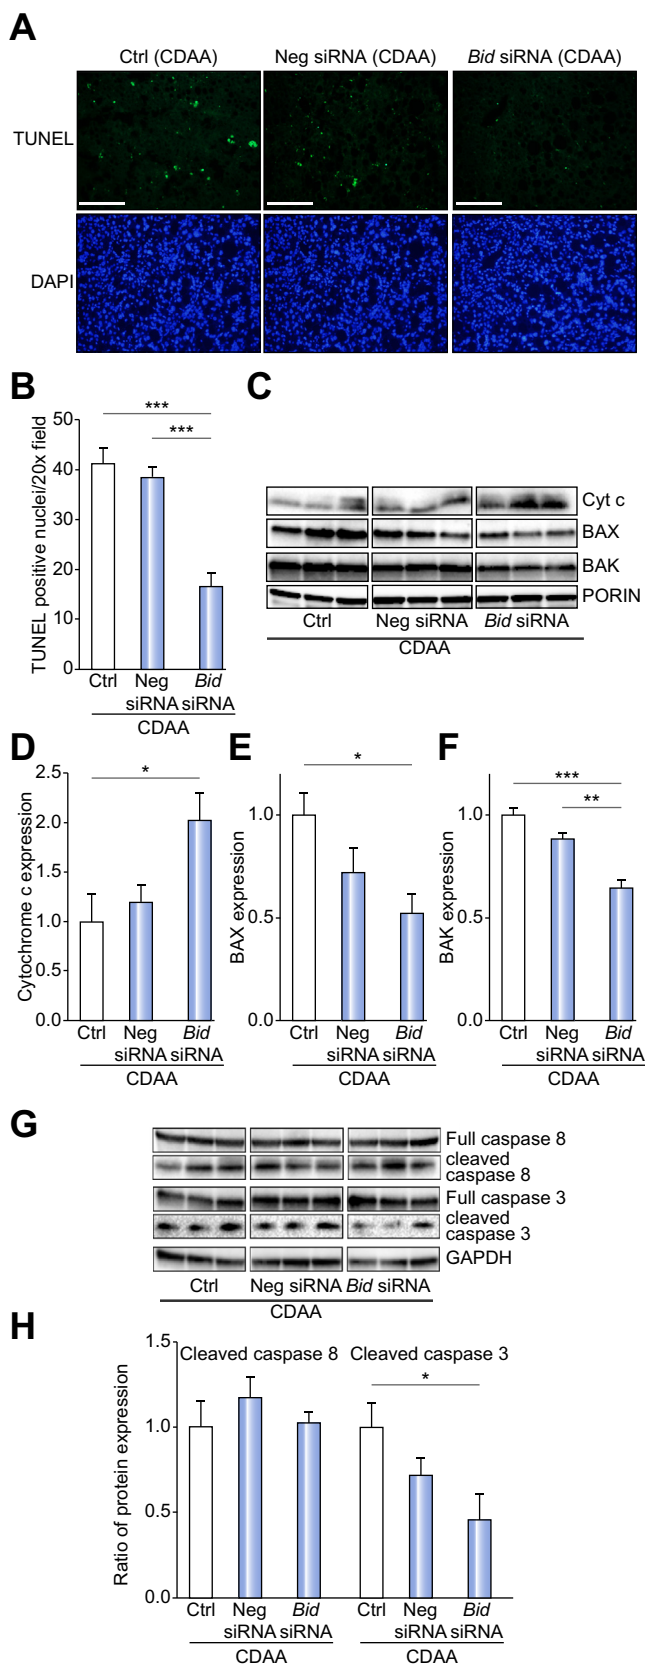 A
Ctrl (CDAA) Neg siRNA (CDAA) Bid siRNA (CDAA)
TUNEL
DAPI
B
TUNEL positive nuclei/20x field
50
40
30
20
10
0
***
***
Ctrl Neg siRNA Bid siRNA
CDAA
C
Cyt c
BAX
BAK
PORIN
Ctrl Neg siRNA Bid siRNA
CDAA
D
Cytochrome c expression
2.5
2.0
1.5
1.0
0.5
0.0
*
Ctrl Neg siRNA Bid siRNA
CDAA
E
BAX expression
1.0
0.5
0.0
*
Ctrl Neg siRNA Bid siRNA
CDAA
F
BAK expression
1.0
0.5
0.0
***
**
Ctrl Neg siRNA Bid siRNA
CDAA
G
Full caspase 8
cleaved
caspase 8
Full caspase 3
cleaved
caspase 3
GAPDH
Ctrl Neg siRNA Bid siRNA
CDAA
H
Ratio of protein expression
1.5
1.0
0.5
0.0
Cleaved caspase 8 Cleaved caspase 3
*
Ctrl Neg siRNA Bid siRNA Ctrl Neg siRNA Bid siRNA
CDAA CDAA